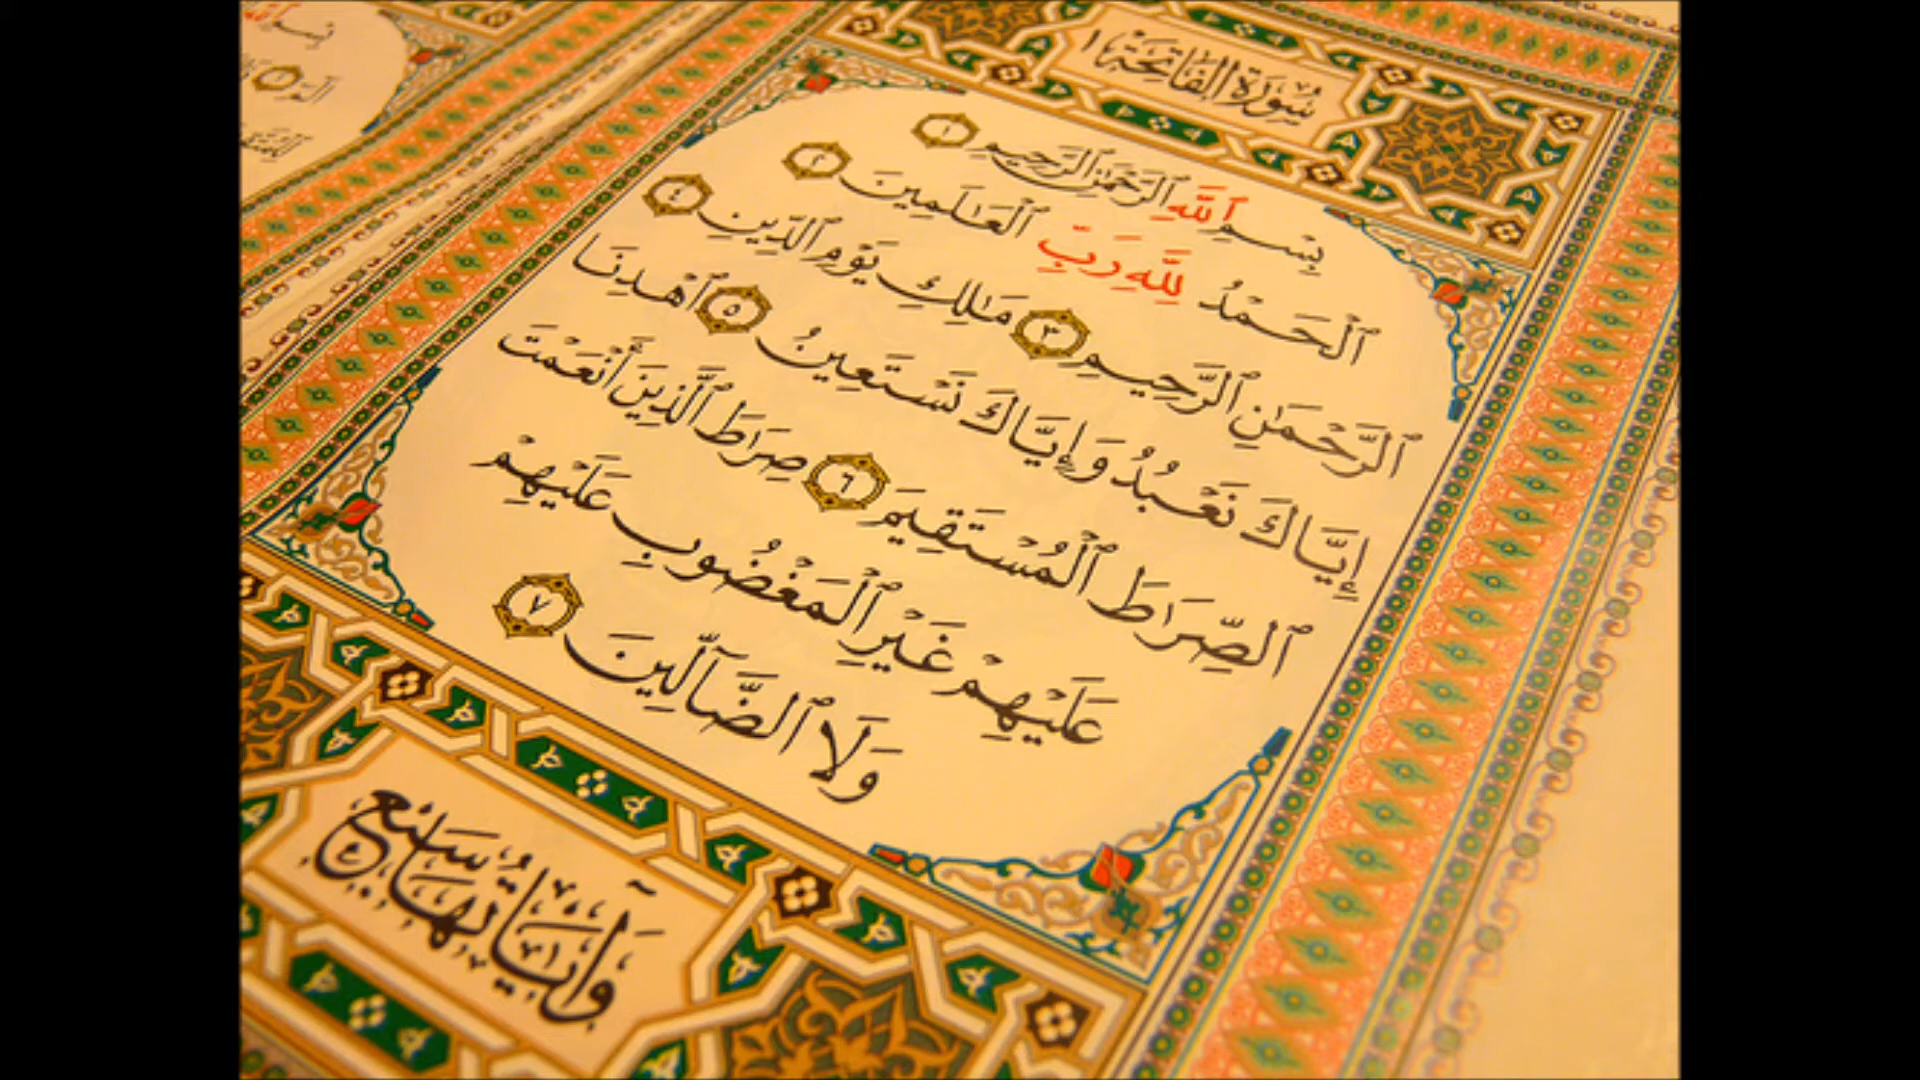 سُورَةُ الفَاتِحَةِ ١
بِسْمِ ٱللَّهِ ٱلرَّحْمَٰنِ ٱلرَّحِيمِ ١
ٱلْحَمْدُ لِلَّهِ رَبِّ ٱلْعَٰلَمِينَ ٢
ٱلرَّحْمَٰنِ ٱلرَّحِيمِ ٣ مَٰلِكِ يَوْمِ ٱلدِّينِ ٤
إِيَّاكَ نَعْبُدُ وَإِيَّاكَ نَسْتَعِينُ ٥ ٱهْدِنَا
ٱلصِّرَٰطَ ٱلْمُسْتَقِيمَ ٦ صِرَٰطَ ٱلَّذِينَ أَنْعَمْتَ
عَلَيْهِمْ غَيْرِ ٱلْمَغْضُوبِ عَلَيْهِمْ
وَلَا ٱلضَّآلِّينَ ٧
وَآيَاتُهَا سَبْعٌ